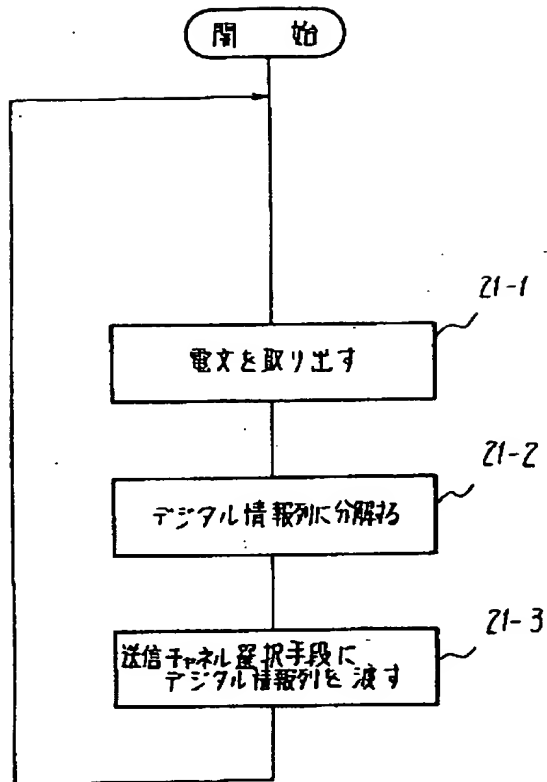 開 始
21-1
電文を取り出す
21-2
デジタル情報列に分解する
21-3
送信チャネル選択手段に
デジタル情報列を渡す